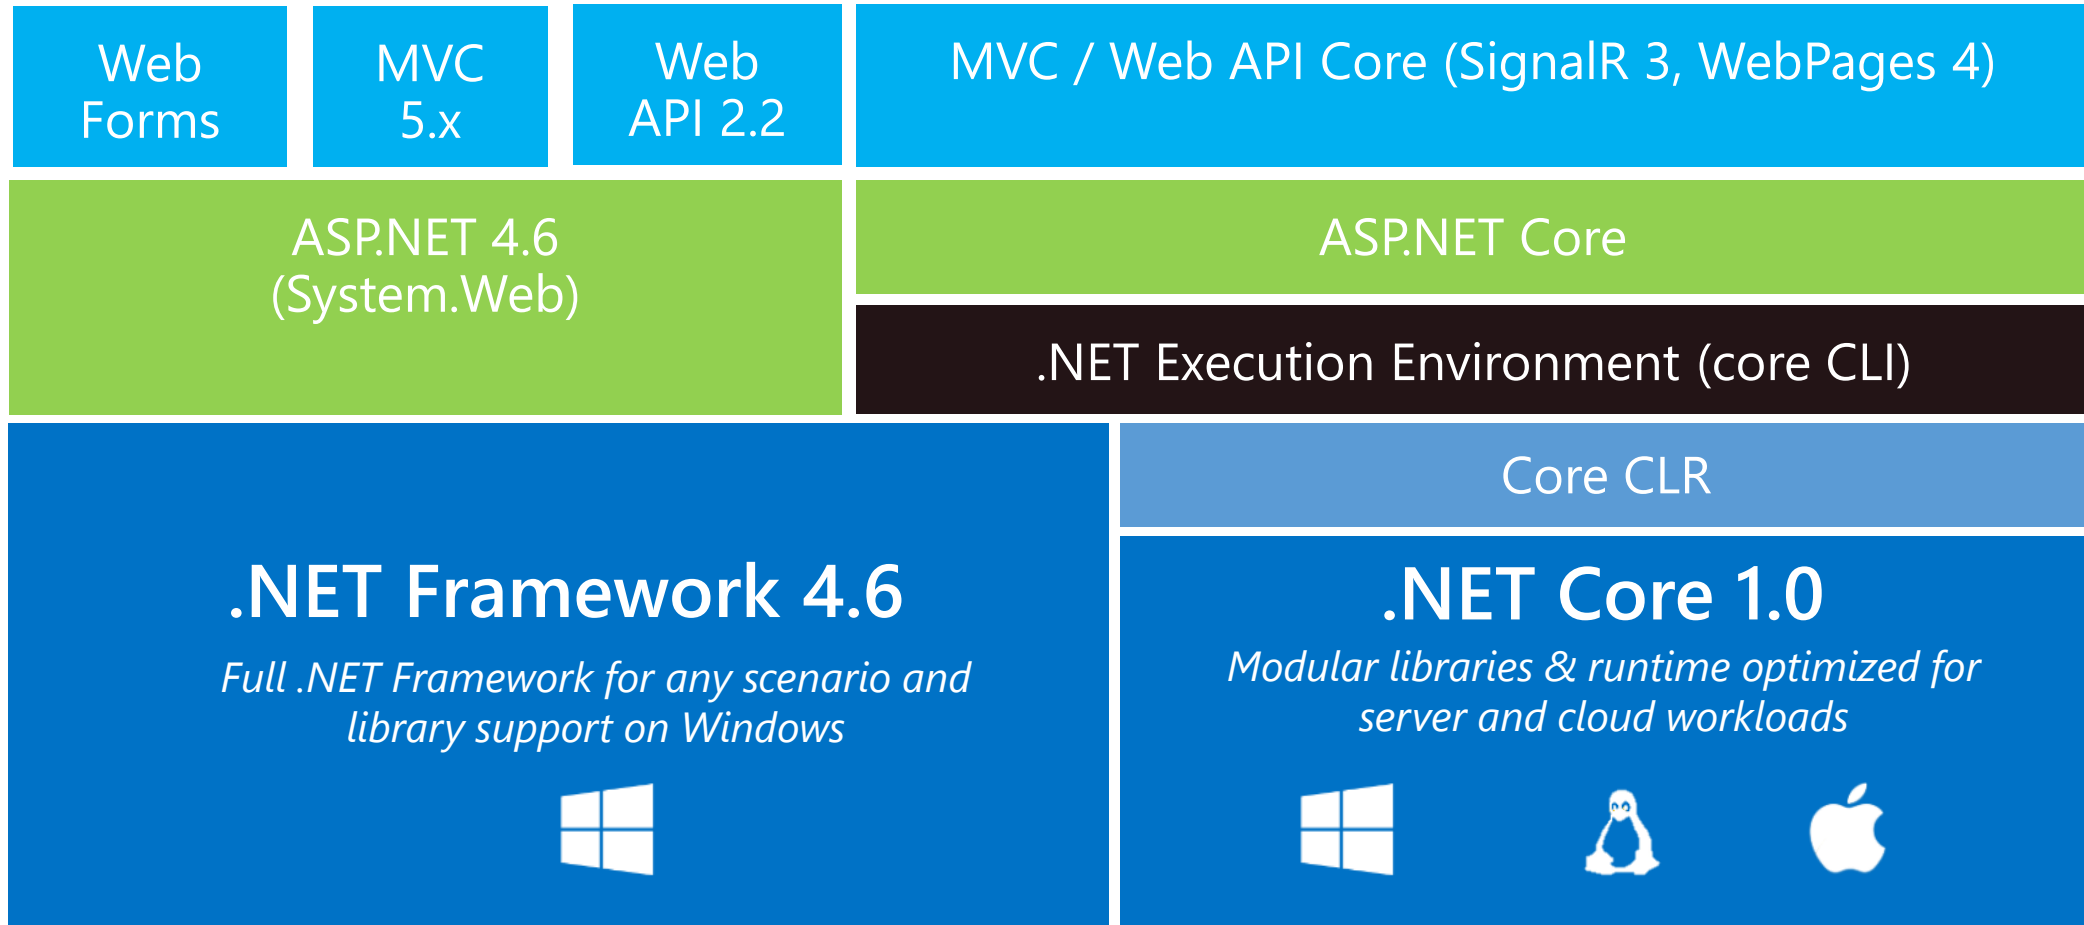 Web
Forms
MVC
5.x
Web
API 2.2
MVC / Web API Core (SignalR 3, WebPages 4)
ASP.NET 4.6
(System.Web)
ASP.NET Core
.NET Execution Environment (core CLI)
Core CLR
.NET Framework 4.6
Full .NET Framework for any scenario and
library support on Windows
.NET Core 1.0
Modular libraries & runtime optimized for
server and cloud workloads